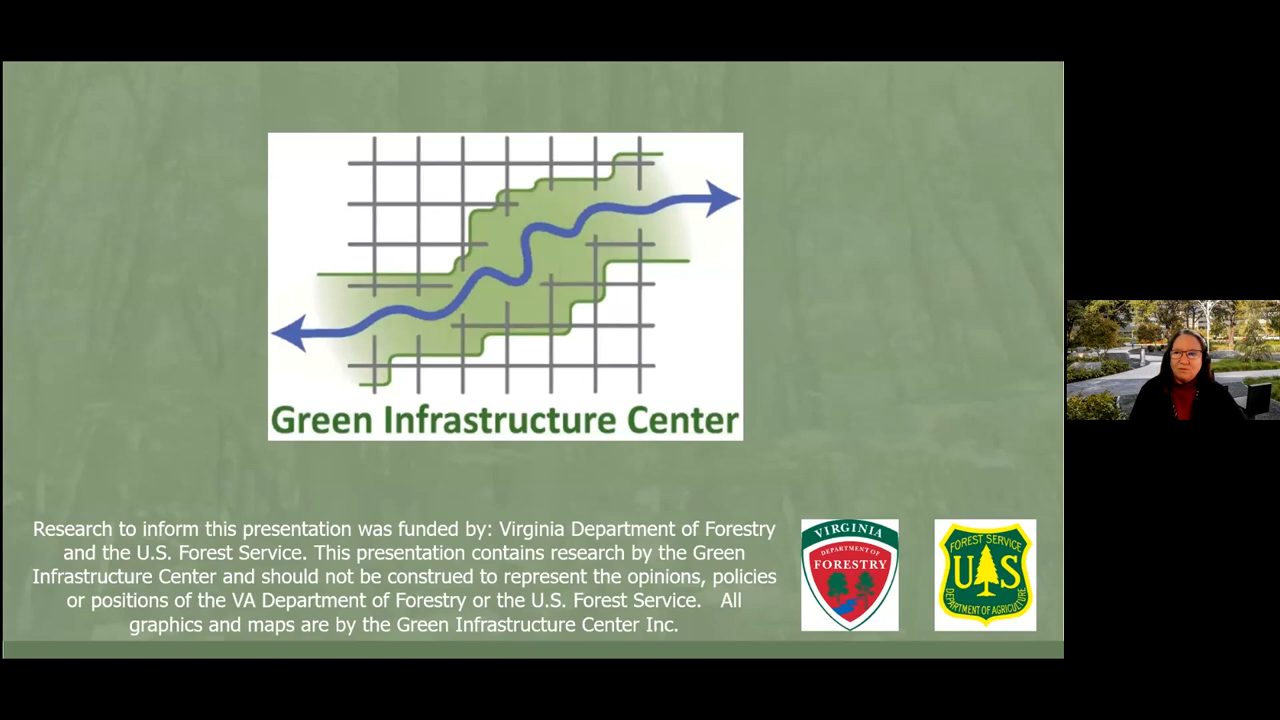 Green Infrastructure Center
Research to inform this presentation was funded by: Virginia Department of Forestry
and the U.S. Forest Service. This presentation contains research by the Green
Infrastructure Center and should not be construed to represent the opinions, policies
or positions of the VA Department of Forestry or the U.S. Forest Service. All
graphics and maps are by the Green Infrastructure Center Inc.
VIRGINIA
DEPARTMENT OF
FORESTRY
FOREST SERVICE
U S
DEPARTMENT OF AGRICULTURE